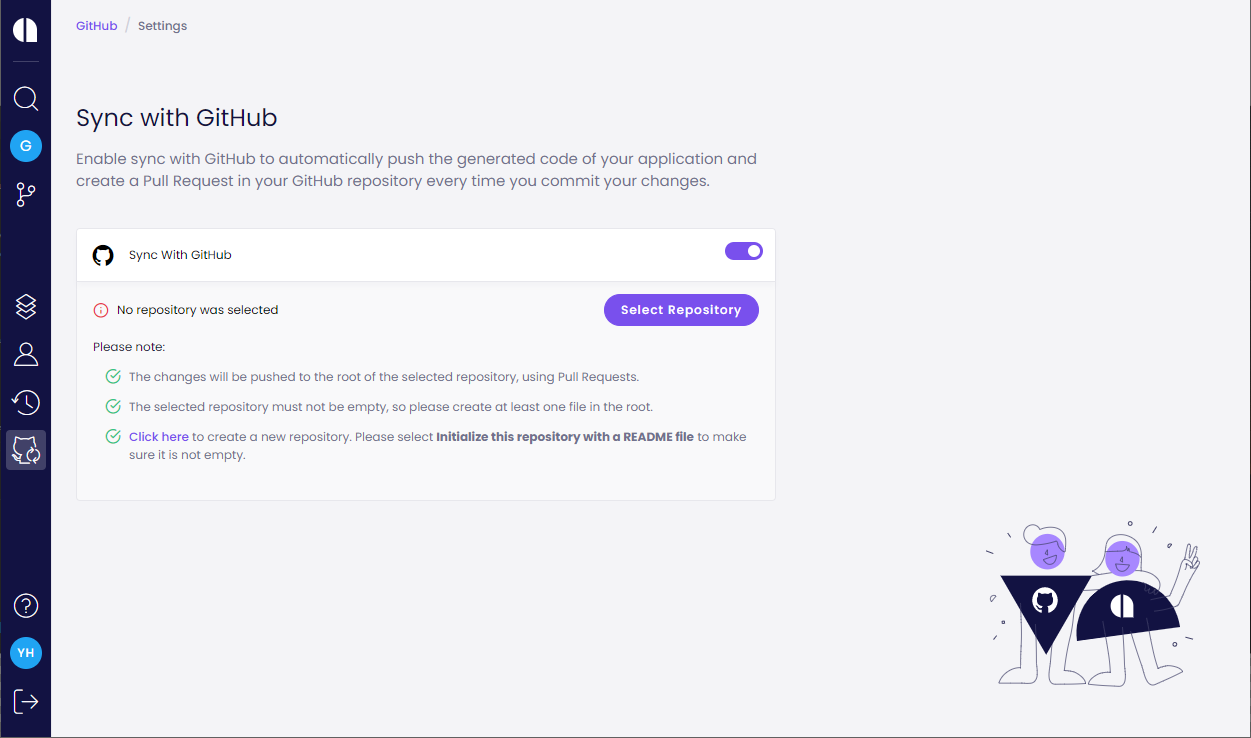 GitHub / Settings
Sync with GitHub
Enable sync with GitHub to automatically push the generated code of your application and
create a Pull Request in your GitHub repository every time you commit your changes.
Sync With GitHub
No repository was selected
Select Repository
Please note:
The changes will be pushed to the root of the selected repository, using Pull Requests.
The selected repository must not be empty, so please create at least one file in the root.
Click here to create a new repository. Please select Initialize this repository with a README file to make
sure it is not empty.
G
YH